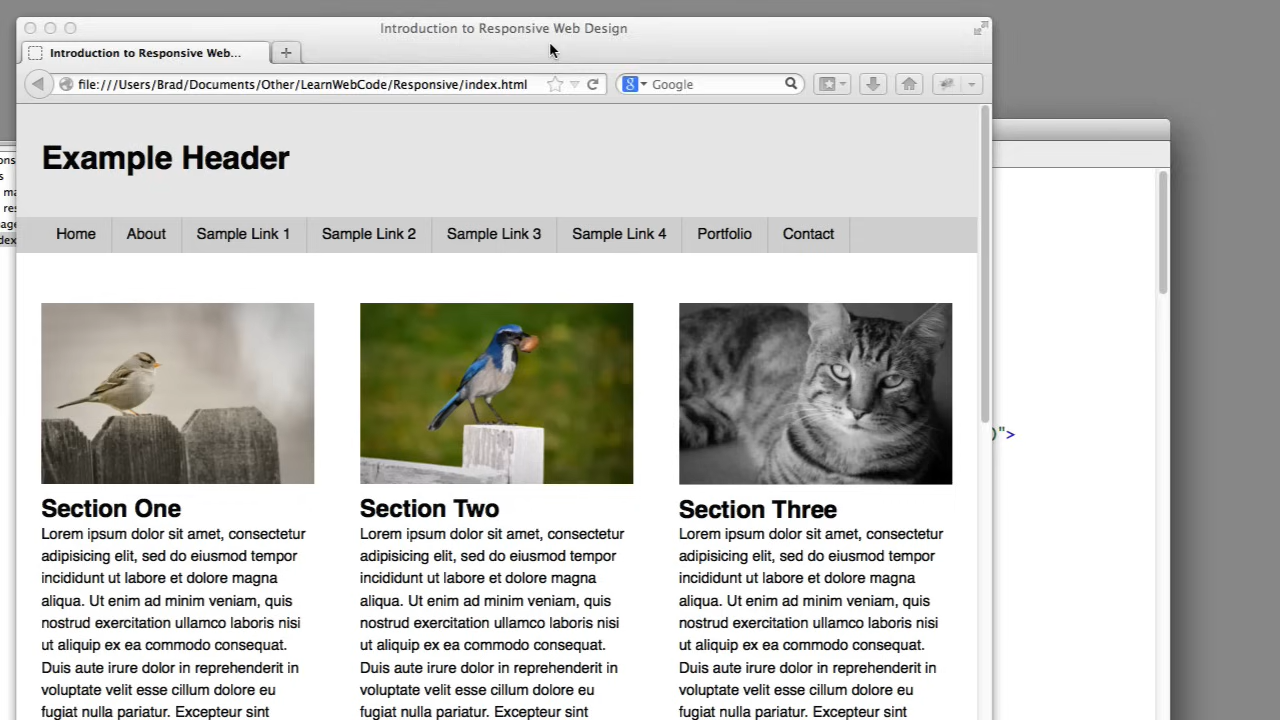 Introduction to Responsive Web Design
Introduction to Responsive Web...
file:///Users/Brad/Documents/Other/LearnWebCode/Responsive/index.html
Google
Example Header
Home About Sample Link 1 Sample Link 2 Sample Link 3 Sample Link 4 Portfolio Contact
Section One
Lorem ipsum dolor sit amet, consectetur
adipisicing elit, sed do eiusmod tempor
incididunt ut labore et dolore magna
aliqua. Ut enim ad minim veniam, quis
nostrud exercitation ullamco laboris nisi
ut aliquip ex ea commodo consequat.
Duis aute irure dolor in reprehenderit in
voluptate velit esse cillum dolore eu
fugiat nulla pariatur. Excepteur sint
Section Two
Lorem ipsum dolor sit amet, consectetur
adipisicing elit, sed do eiusmod tempor
incididunt ut labore et dolore magna
aliqua. Ut enim ad minim veniam, quis
nostrud exercitation ullamco laboris nisi
ut aliquip ex ea commodo consequat.
Duis aute irure dolor in reprehenderit in
voluptate velit esse cillum dolore eu
fugiat nulla pariatur. Excepteur sint
Section Three
Lorem ipsum dolor sit amet, consectetur
adipisicing elit, sed do eiusmod tempor
incididunt ut labore et dolore magna
aliqua. Ut enim ad minim veniam, quis
nostrud exercitation ullamco laboris nisi
ut aliquip ex ea commodo consequat.
Duis aute irure dolor in reprehenderit in
voluptate velit esse cillum dolore eu
fugiat nulla pariatur. Excepteur sint
)">